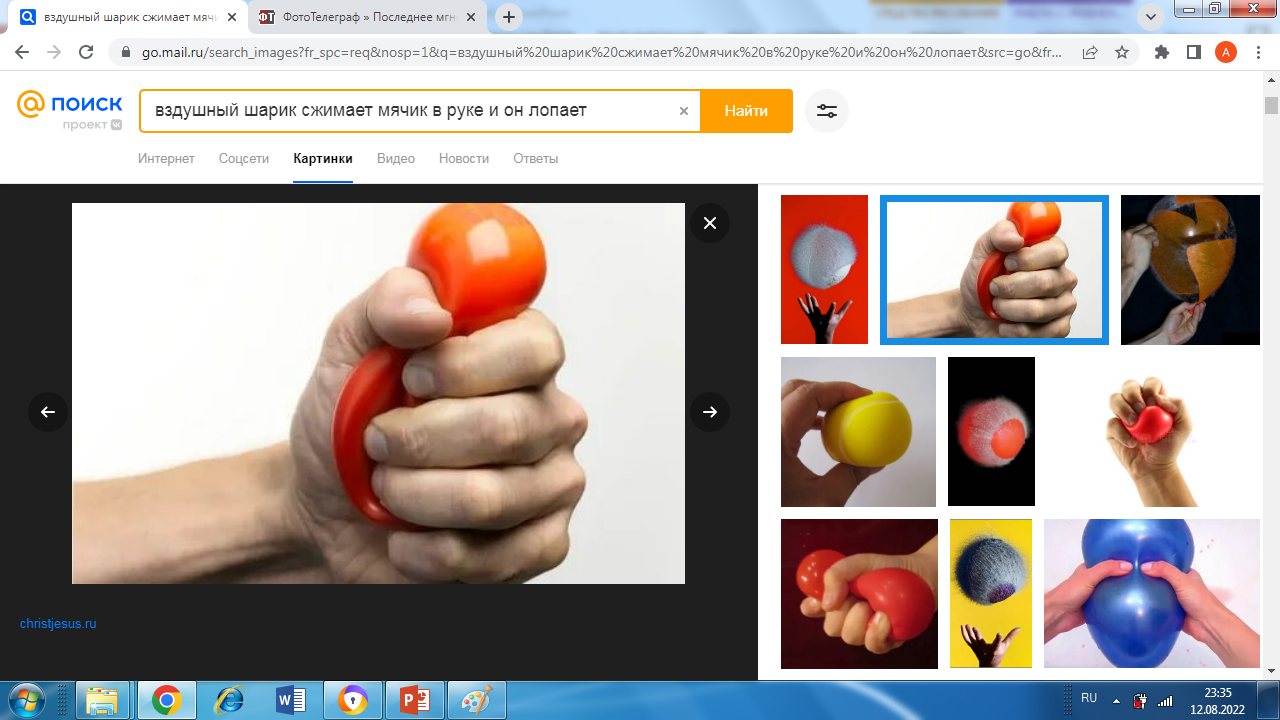 вздушный шарик сжимает мячи
ФотоТелеграф » Последнее мгн
go.mail.ru/search_images?fr_spc=req&nosp=1&q=вздушный%20шарик%20сжимает%20мячик%20в%20руке%20и%20он%20лопает&src=go&fr...
A
ПОИСК
проект
вздушный шарик сжимает мячик в руке и он лопает
Найти
Интернет
Соцсети
Картинки
Видео
Новости
Ответы
christjesus.ru
RU
23:35
12.08.2022